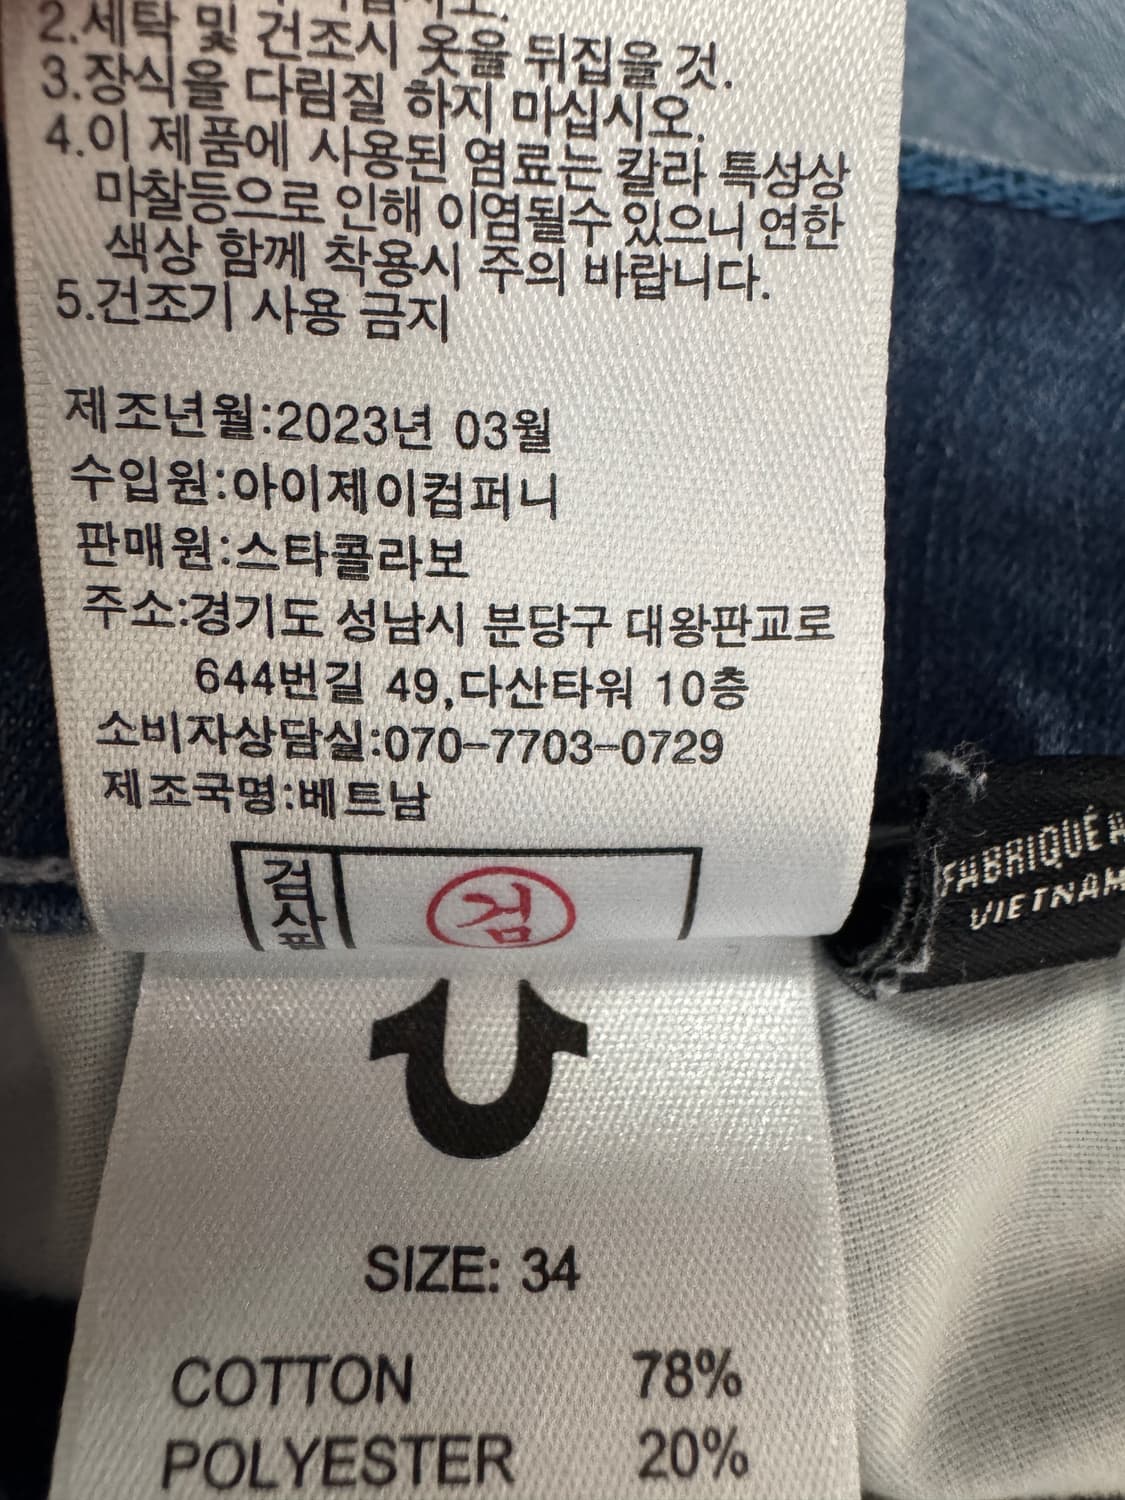 2.세탁 및 건조시 옷을 뒤집을 것.
3.장식을 다림질 하지 마십시오.
4.이 제품에 사용된 염료는 칼라 특성상
마찰등으로 인해 이염될수 있으니 연한
색상 함께 착용시 주의 바랍니다.
5.건조기 사용 금지
제조년월:2023년 03월
수입원:아이제이컴퍼니
판매원:스타콜라보
주소:경기도 성남시 분당구 대왕판교로
644번길 49,다산타워 10층
소비자상담실:070-7703-0729
제조국명:베트남
검사필
검
FABRIQUÉ A
VIETNAM
SIZE: 34
COTTON 78%
POLYESTER 20%